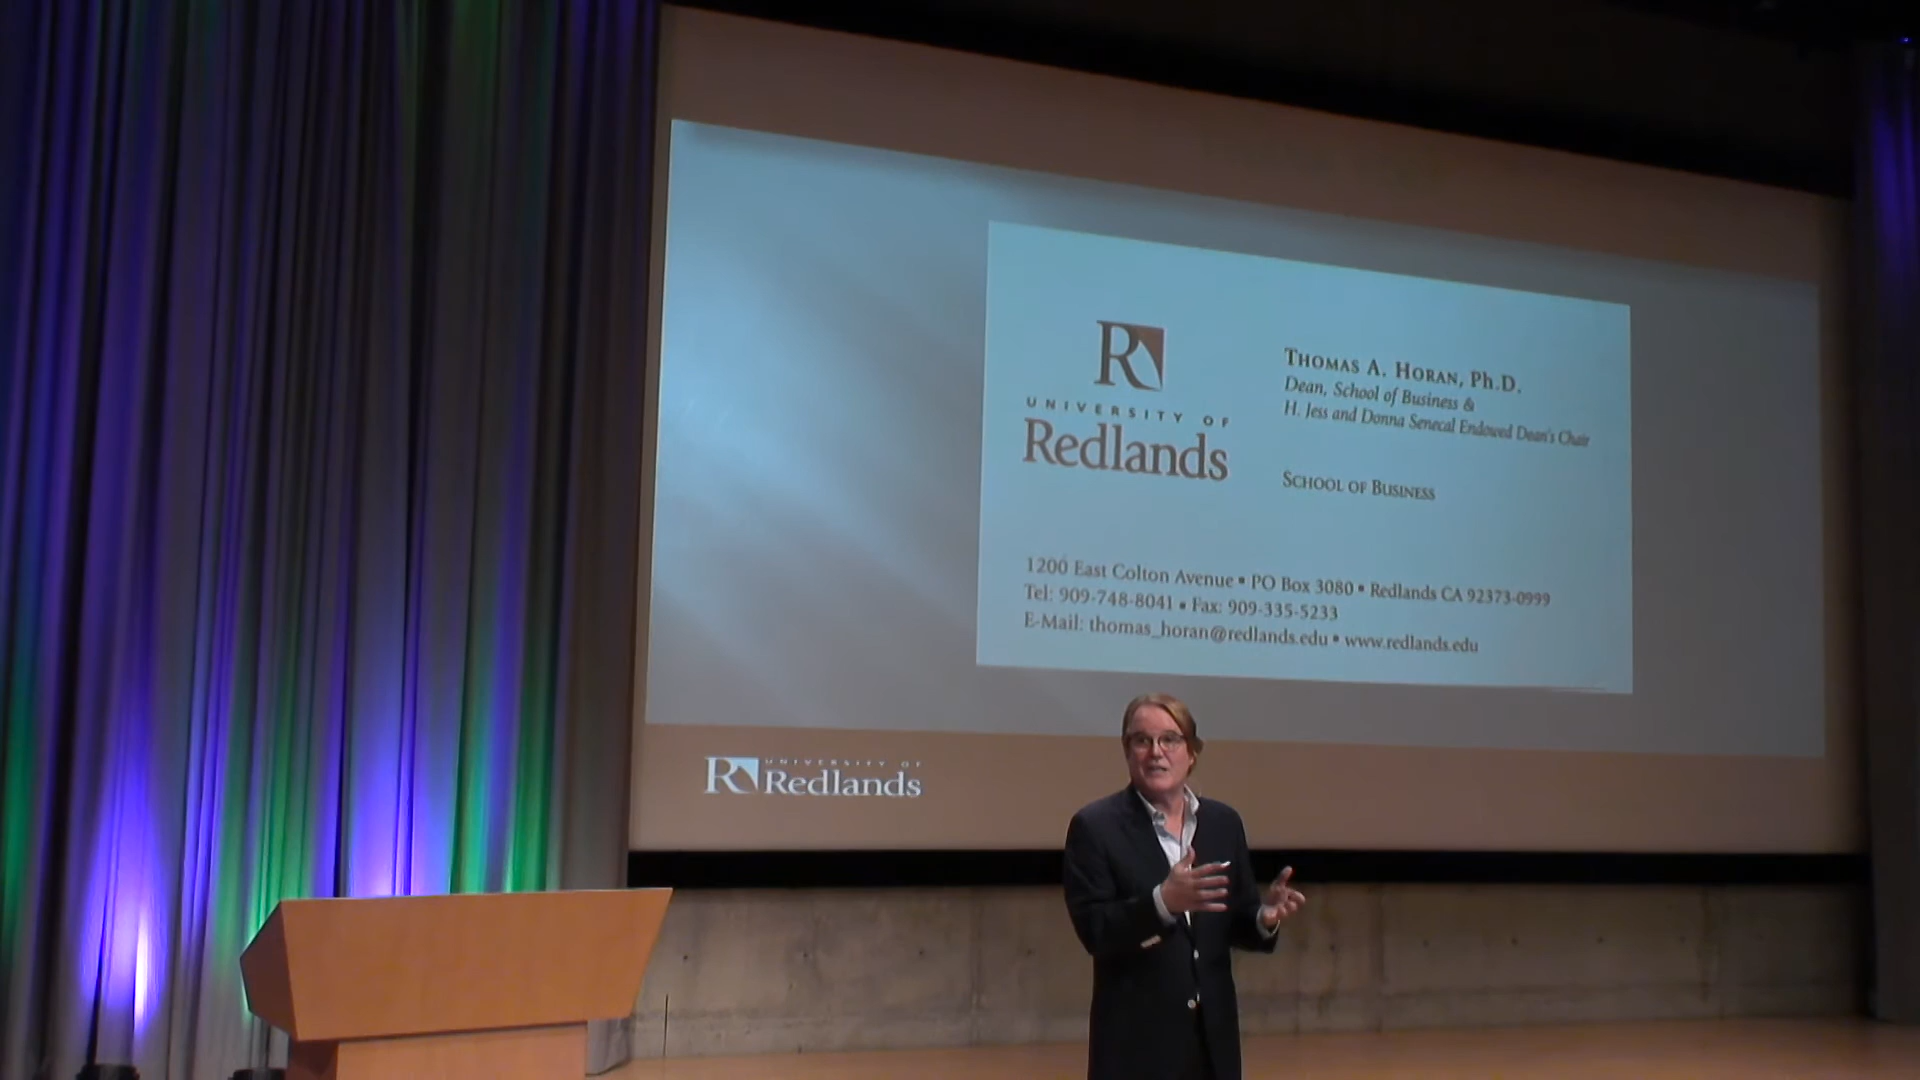 R
UNIVERSITY OF
Redlands
THOMAS A. HORAN, Ph.D.
Dean, School of Business &
H. Jess and Donna Senecal Endowed Dean's Chair
SCHOOL OF BUSINESS
1200 East Colton Avenue ▪ PO Box 3080 ▪ Redlands CA 92373-0999
Tel: 909-748-8041 ▪ Fax: 909-335-5233
E-Mail: thomas_horan@redlands.edu ▪ www.redlands.edu
R
UNIVERSITY OF
Redlands